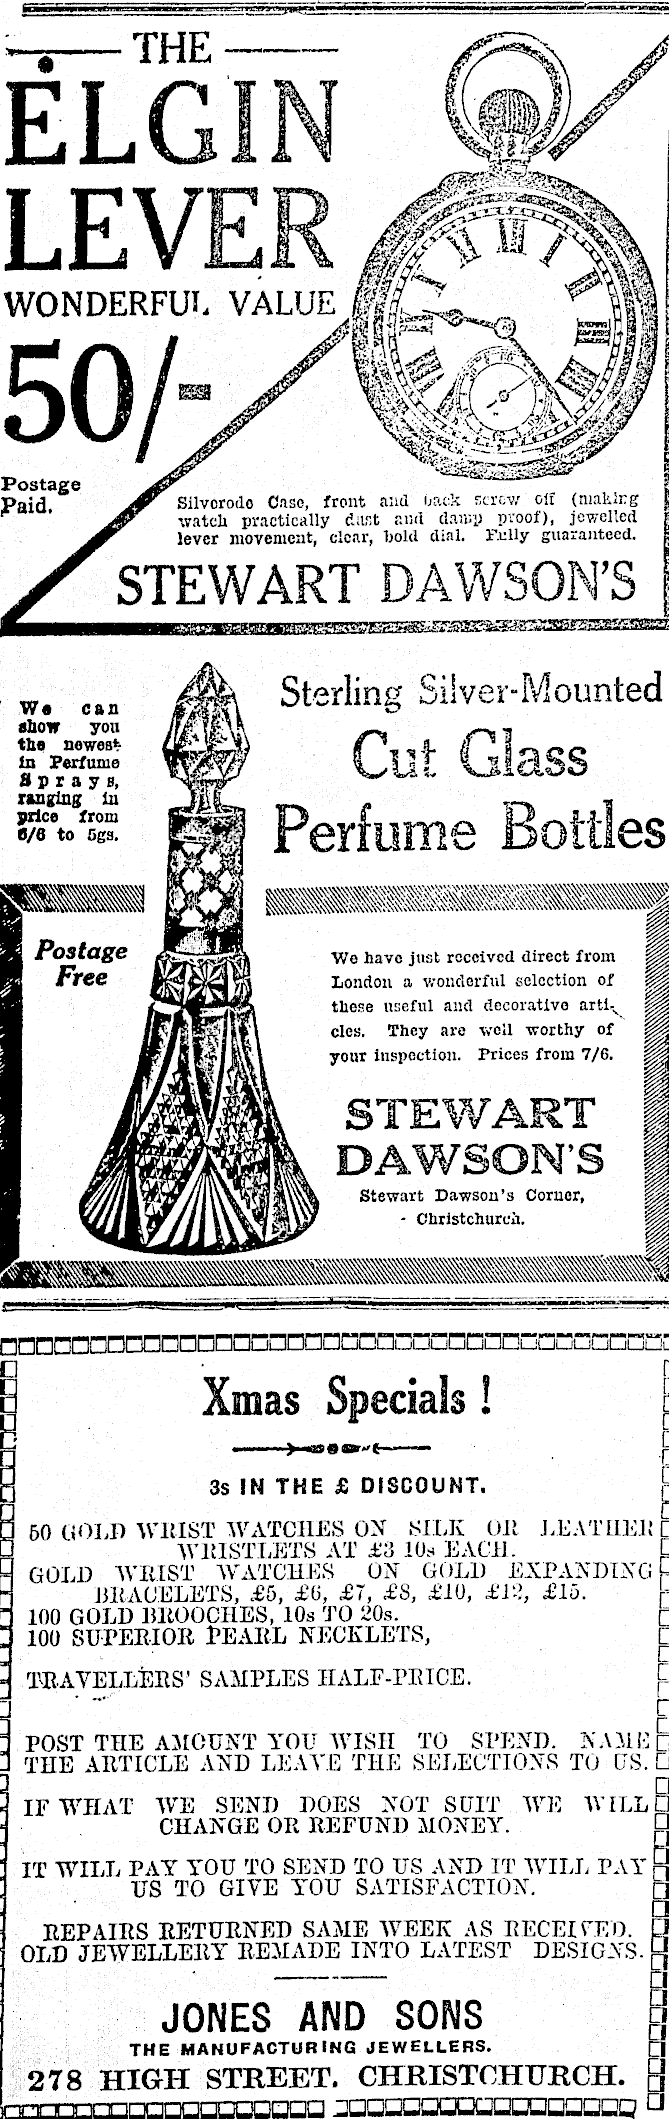 THE
ELGIN
LEVER
WONDERFUL VALUE
50/-
Postage
Paid.
Silverode Case, front and back screw off (making
watch practically dust and damp proof), jewelled
lever movement, clear, bold dial. Fully guaranteed.
STEWART DAWSON'S
We can
show you
the newest
in Perfume
Sprays,
ranging in
price from
6/6 to 5gs.
Sterling Silver-Mounted
Cut Glass
Perfume Bottles
Postage
Free
We have just received direct from
London a wonderful selection of
these useful and decorative arti-
cles. They are well worthy of
your inspection. Prices from 7/6.
STEWART
DAWSON'S
Stewart Dawson's Corner,
- Christchurch.
Xmas Specials!
3s IN THE £ DISCOUNT.
50 GOLD WRIST WATCHES ON SILK OR LEATHER
WRISTLETS AT £3 10s EACH.
GOLD WRIST WATCHES ON GOLD EXPANDING
BRACELETS, £5, £6, £7, £8, £10, £12, £15.
100 GOLD BROOCHES, 10s TO 20s.
100 SUPERIOR PEARL NECKLETS,
TRAVELLERS' SAMPLES HALF-PRICE.
POST THE AMOUNT YOU WISH TO SPEND. NAME
THE ARTICLE AND LEAVE THE SELECTIONS TO US.
IF WHAT WE SEND DOES NOT SUIT WE WILL
CHANGE OR REFUND MONEY.
IT WILL PAY YOU TO SEND TO US AND IT WILL PAY
US TO GIVE YOU SATISFACTION.
REPAIRS RETURNED SAME WEEK AS RECEIVED.
OLD JEWELLERY REMADE INTO LATEST DESIGNS.
JONES AND SONS
THE MANUFACTURING JEWELLERS.
278 HIGH STREET. CHRISTCHURCH.